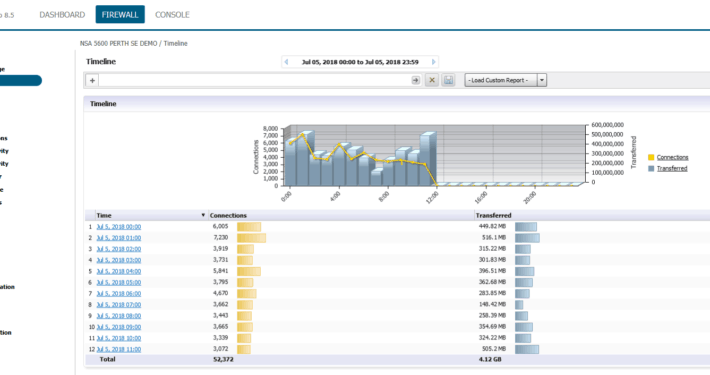 8.5 DASHBOARD FIREWALL CONSOLE
NSA 5600 PERTH SE DEMO / Timeline
Timeline
Jul 05, 2018 00:00 to Jul 05, 2018 23:59
+
- Load Custom Report -
Timeline
8,000
7,000
6,000
5,000
4,000
3,000
2,000
1,000
0
Connections
600,000,000
500,000,000
400,000,000
300,000,000
200,000,000
100,000,000
0
Transferred
0:00 4:00 8:00 12:00 16:00 20:00
Connections
Transferred
Time Connections Transferred
1 Jul 5, 2018 00:00 6,005 449.82 MB
2 Jul 5, 2018 01:00 7,230 516.1 MB
3 Jul 5, 2018 02:00 3,919 315.22 MB
4 Jul 5, 2018 03:00 3,731 301.83 MB
5 Jul 5, 2018 04:00 5,841 396.51 MB
6 Jul 5, 2018 05:00 3,795 362.68 MB
7 Jul 5, 2018 06:00 4,670 283.85 MB
8 Jul 5, 2018 07:00 3,662 148.42 MB
9 Jul 5, 2018 08:00 3,443 258.39 MB
10 Jul 5, 2018 09:00 3,665 354.69 MB
11 Jul 5, 2018 10:00 3,339 324.22 MB
12 Jul 5, 2018 11:00 3,072 505.2 MB
Total 52,372 4.12 GB